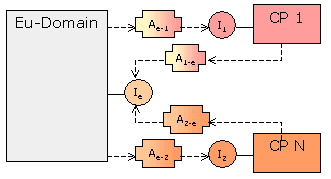 Eu-Domain
Ae-1
I1
CP 1
A1-e
Ie
A2-e
Ae-2
I2
CP N